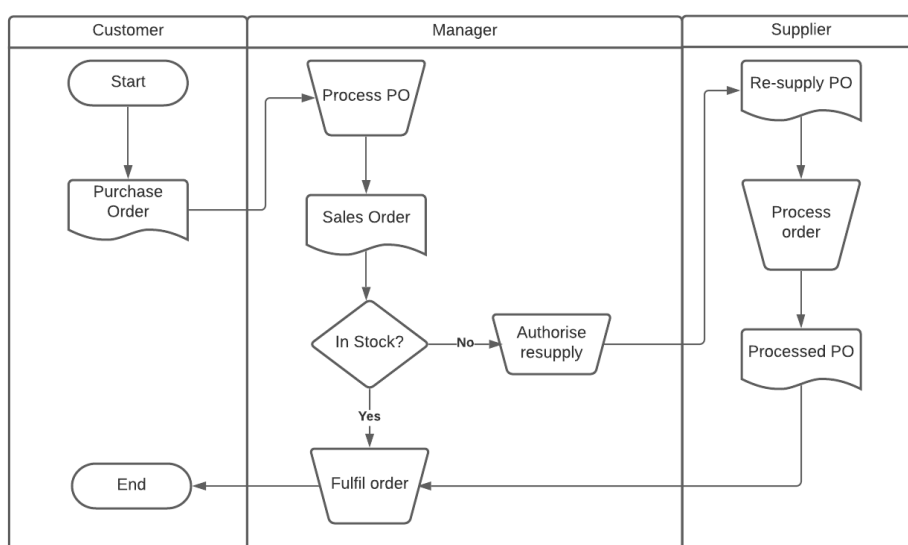 Customer
Manager
Supplier
Start
Process PO
Re-supply PO
Purchase
Order
Sales Order
Process
order
In Stock?
No
Authorise
resupply
Processed PO
Yes
End
Fulfil order